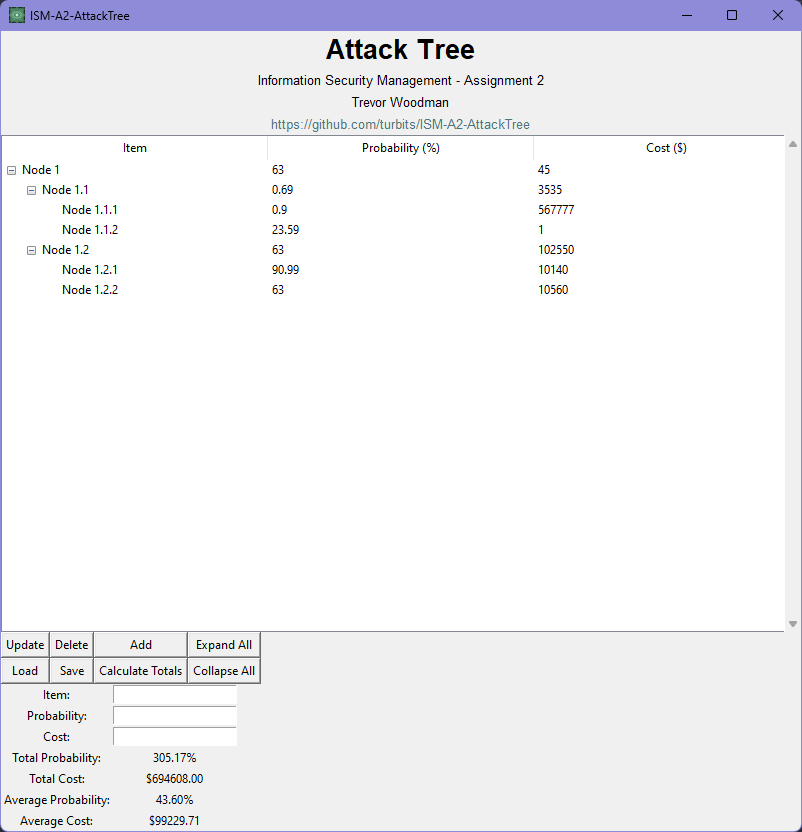 ISM-A2-AttackTree
Attack Tree
Information Security Management - Assignment 2
Trevor Woodman
https://github.com/turbits/ISM-A2-AttackTree
Item Probability (%) Cost ($)
Node 1 63 45
Node 1.1 0.69 3535
Node 1.1.1 0.9 567777
Node 1.1.2 23.59 1
Node 1.2 63 102550
Node 1.2.1 90.99 10140
Node 1.2.2 63 10560
Update Delete Add Expand All
Load Save Calculate Totals Collapse All
Item:
Probability:
Cost:
Total Probability: 305.17%
Total Cost: $694608.00
Average Probability: 43.60%
Average Cost: $99229.71